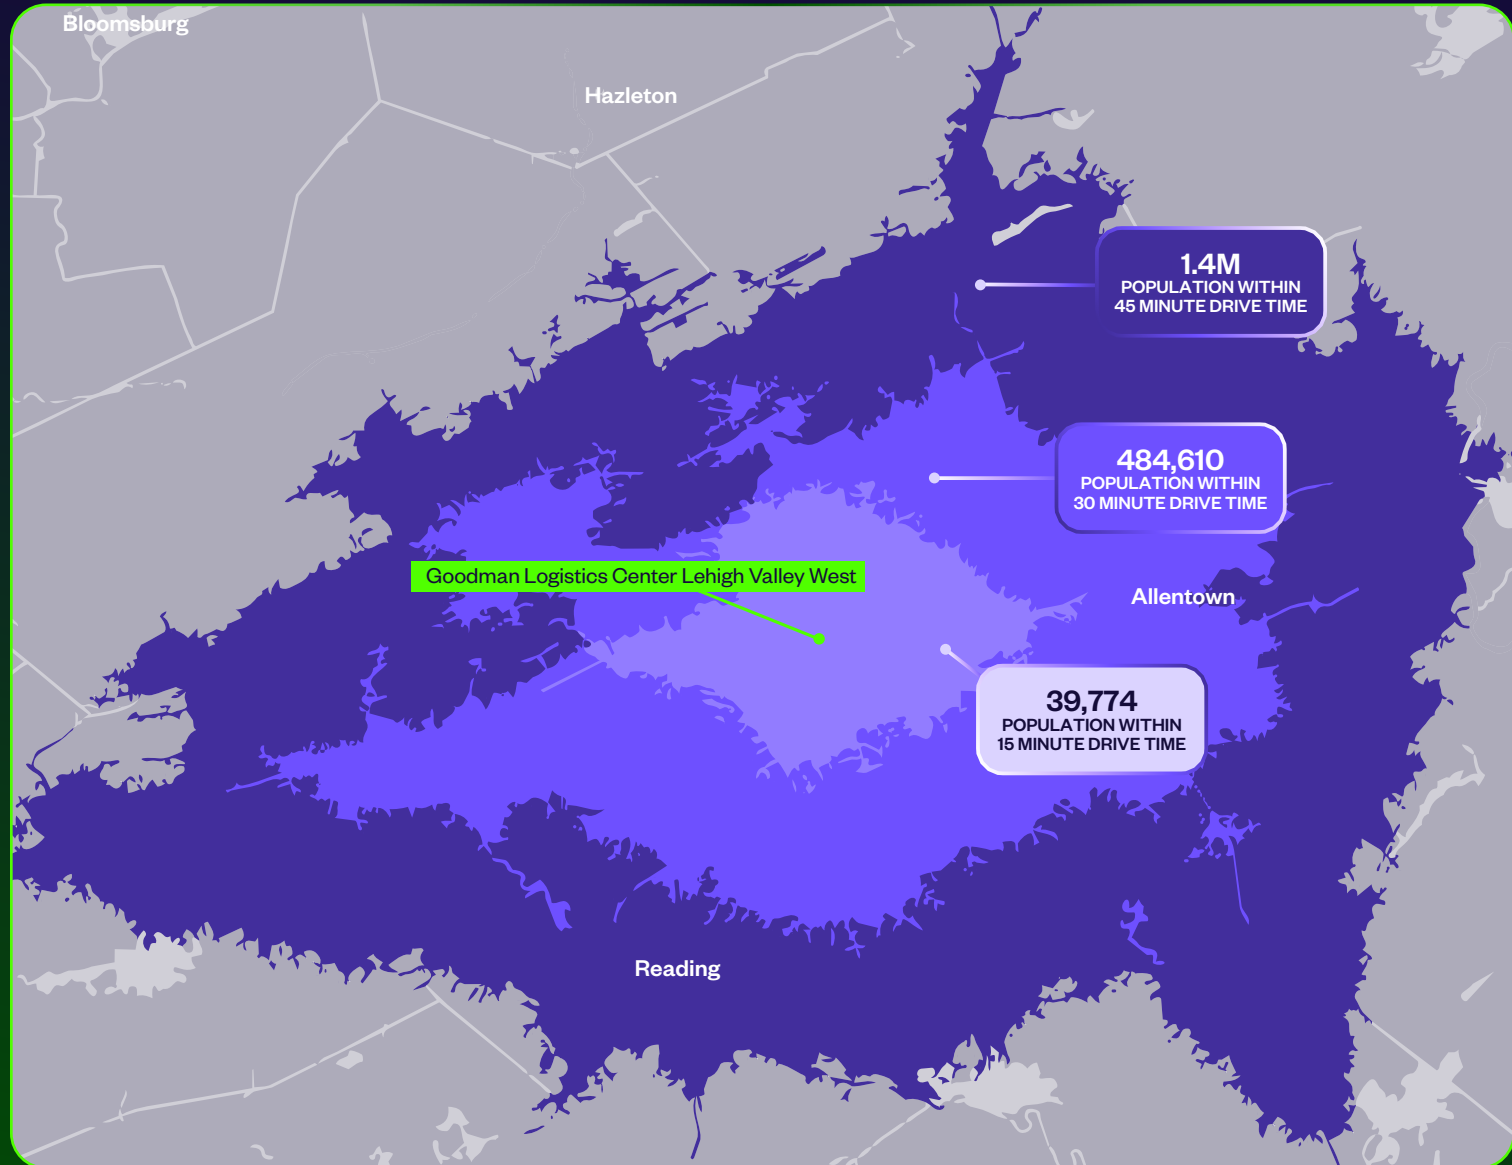 Bloomsburg
Hazleton
1.4M
POPULATION WITHIN
45 MINUTE DRIVE TIME
484,610
POPULATION WITHIN
30 MINUTE DRIVE TIME
Goodman Logistics Center Lehigh Valley West
Allentown
39,774
POPULATION WITHIN
15 MINUTE DRIVE TIME
Reading